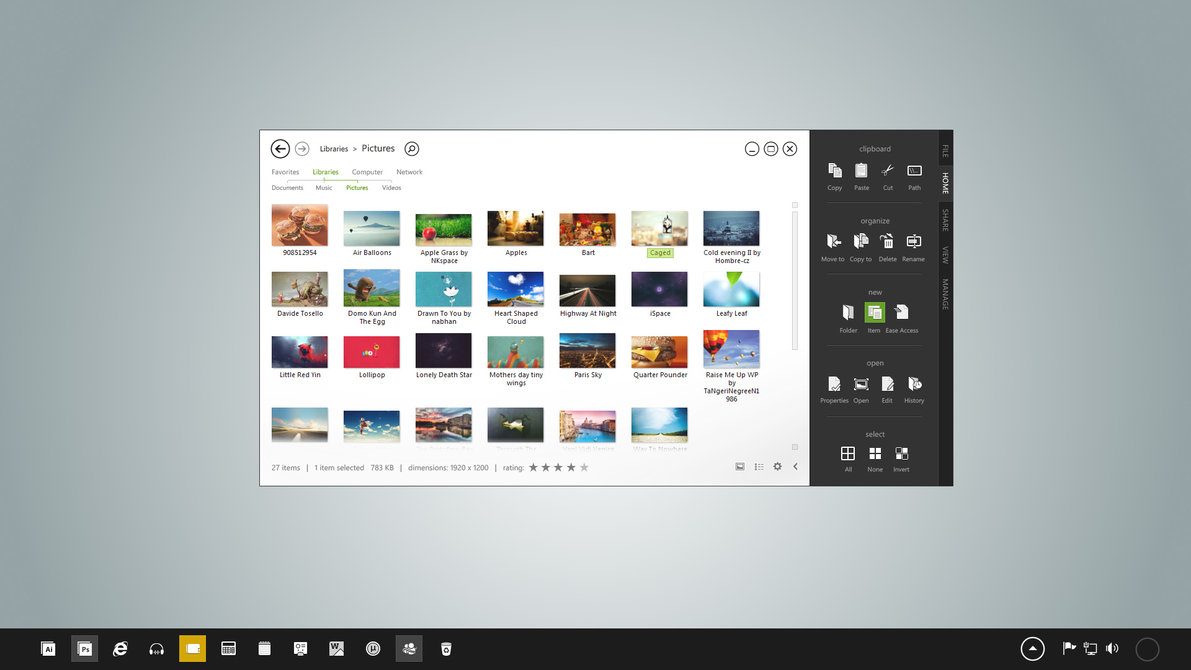 Libraries > Pictures
Favorites Libraries Computer Network
Documents Music Pictures Videos
908512954
Air Balloons
Apple Grass by
NKspace
Apples
Bart
Caged
Cold evening II by
Hombre-cz
Davide Tosello
Domo Kun And
The Egg
Drawn To You by
nabhan
Heart Shaped
Cloud
Highway At Night
iSpace
Leafy Leaf
Little Red Yin
Lollipop
Lonely Death Star
Mothers day tiny
wings
Paris Sky
Quarter Pounder
Raise Me Up WP
by
TaNgeriNegreeN1
986
Way To Nowhere
27 items | 1 item selected 783 KB | dimensions: 1920 x 1200 | rating:
clipboard
Copy Paste Cut Path
organize
Move to Copy to Delete Rename
new
Folder Item Ease Access
open
Properties Open Edit History
select
All None Invert
FILE
HOME
SHARE
VIEW
MANAGE
Ai
Ps
W